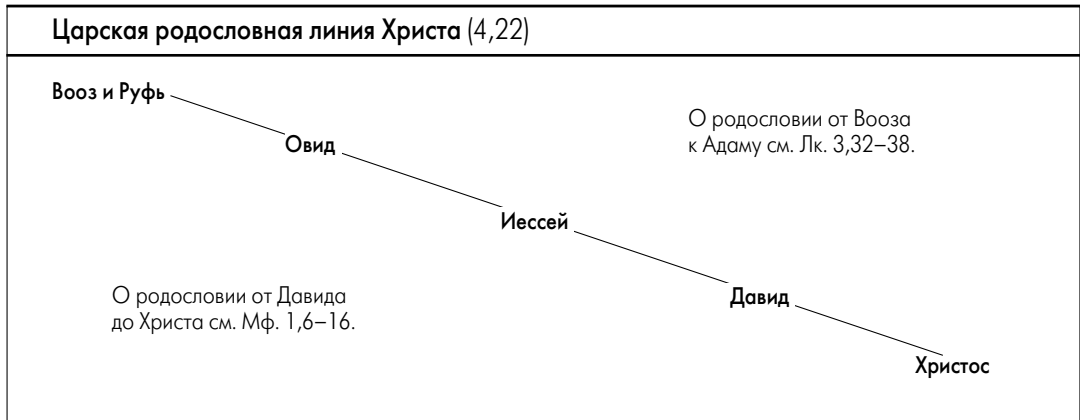 Царская родословная линия Христа (4,22)
Вооз и Руфь
Овид
О родословии от Вооза
к Адаму см. Лк. 3,32–38.
Иессей
О родословии от Давида
до Христа см. Мф. 1,6–16.
Давид
Христос